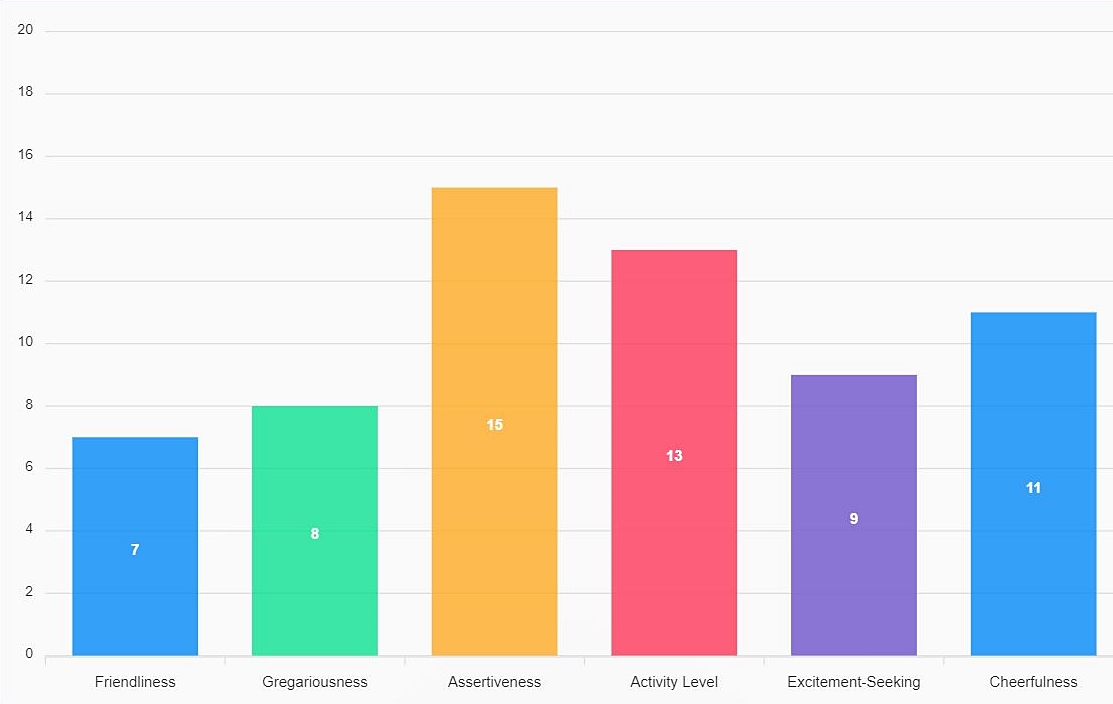 20
18
16
14
12
10
8
6
4
2
0
7
8
15
13
9
11
Friendliness
Gregariousness
Assertiveness
Activity Level
Excitement-Seeking
Cheerfulness